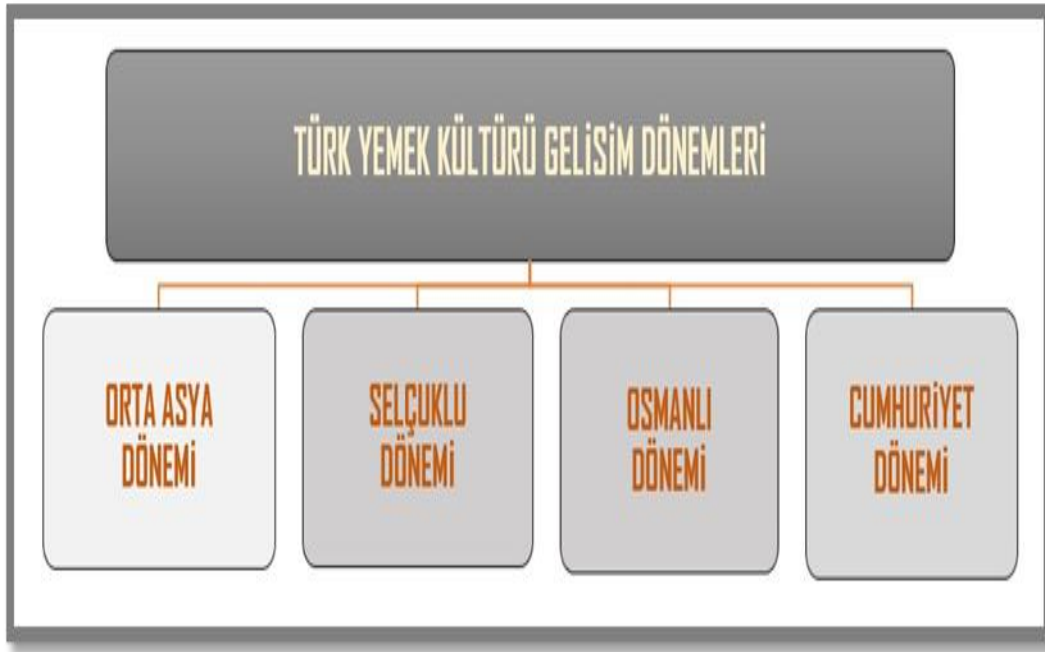 TÜRK YEMEK KÜLTÜRÜ GELİSİM DÖNEMLERİ
ORTA ASYA
DÖNEMİ
SELÇUKLU
DÖNEMİ
OSMANLI
DÖNEMİ
CUMHURİYET
DÖNEMİ